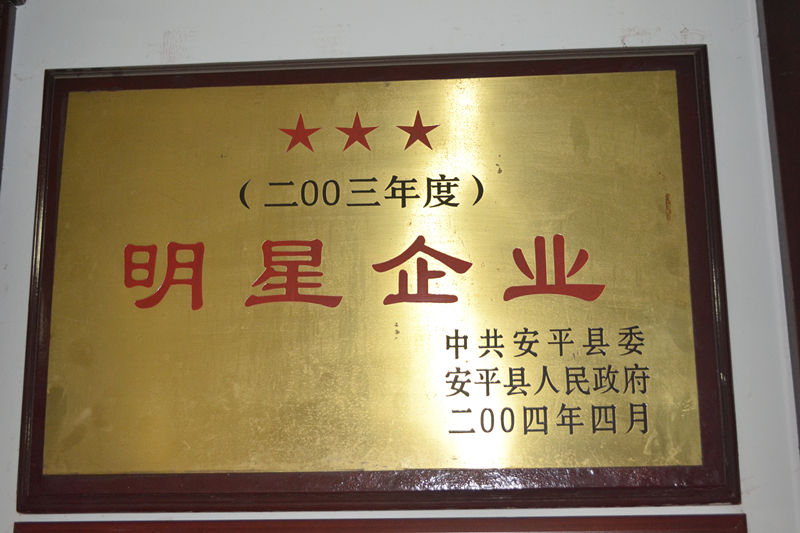 ★★★
（二00三年度）
明星企业
中共安平县委
安平县人民政府
二00四年四月